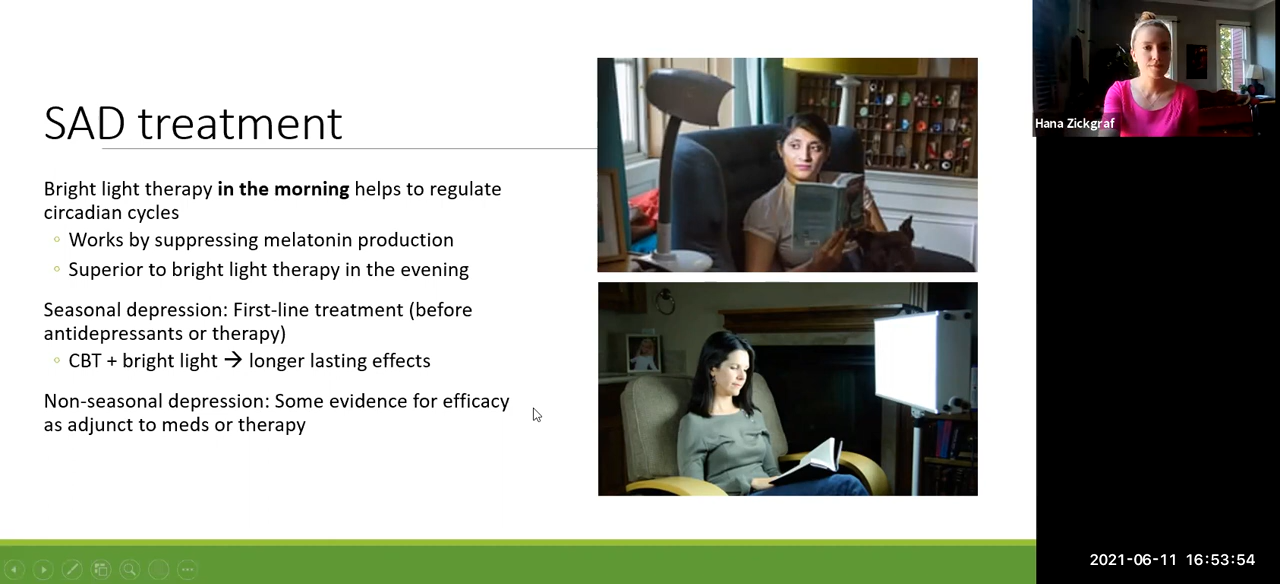 SAD treatment
Bright light therapy in the morning helps to regulate
circadian cycles
Works by suppressing melatonin production
Superior to bright light therapy in the evening
Seasonal depression: First-line treatment (before
antidepressants or therapy)
CBT + bright light → longer lasting effects
Non-seasonal depression: Some evidence for efficacy
as adjunct to meds or therapy
Hana Zickgraf
2021-06-11 16:53:54